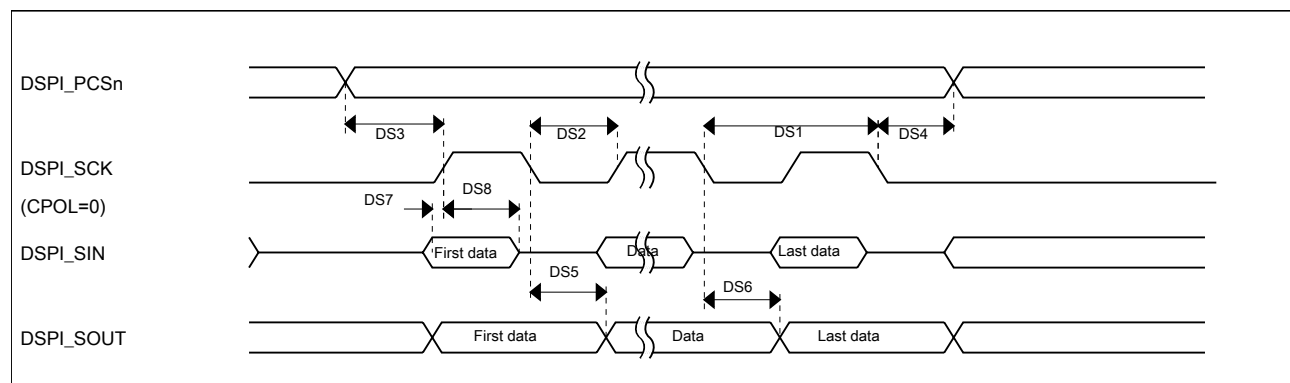 DSPI_PCSn
DS3
DS2
DS1
DS4
DSPI_SCK
DS7
DS8
(CPOL=0)
DSPI_SIN
First data
Data
Last data
DS5
DS6
DSPI_SOUT
First data
Data
Last data